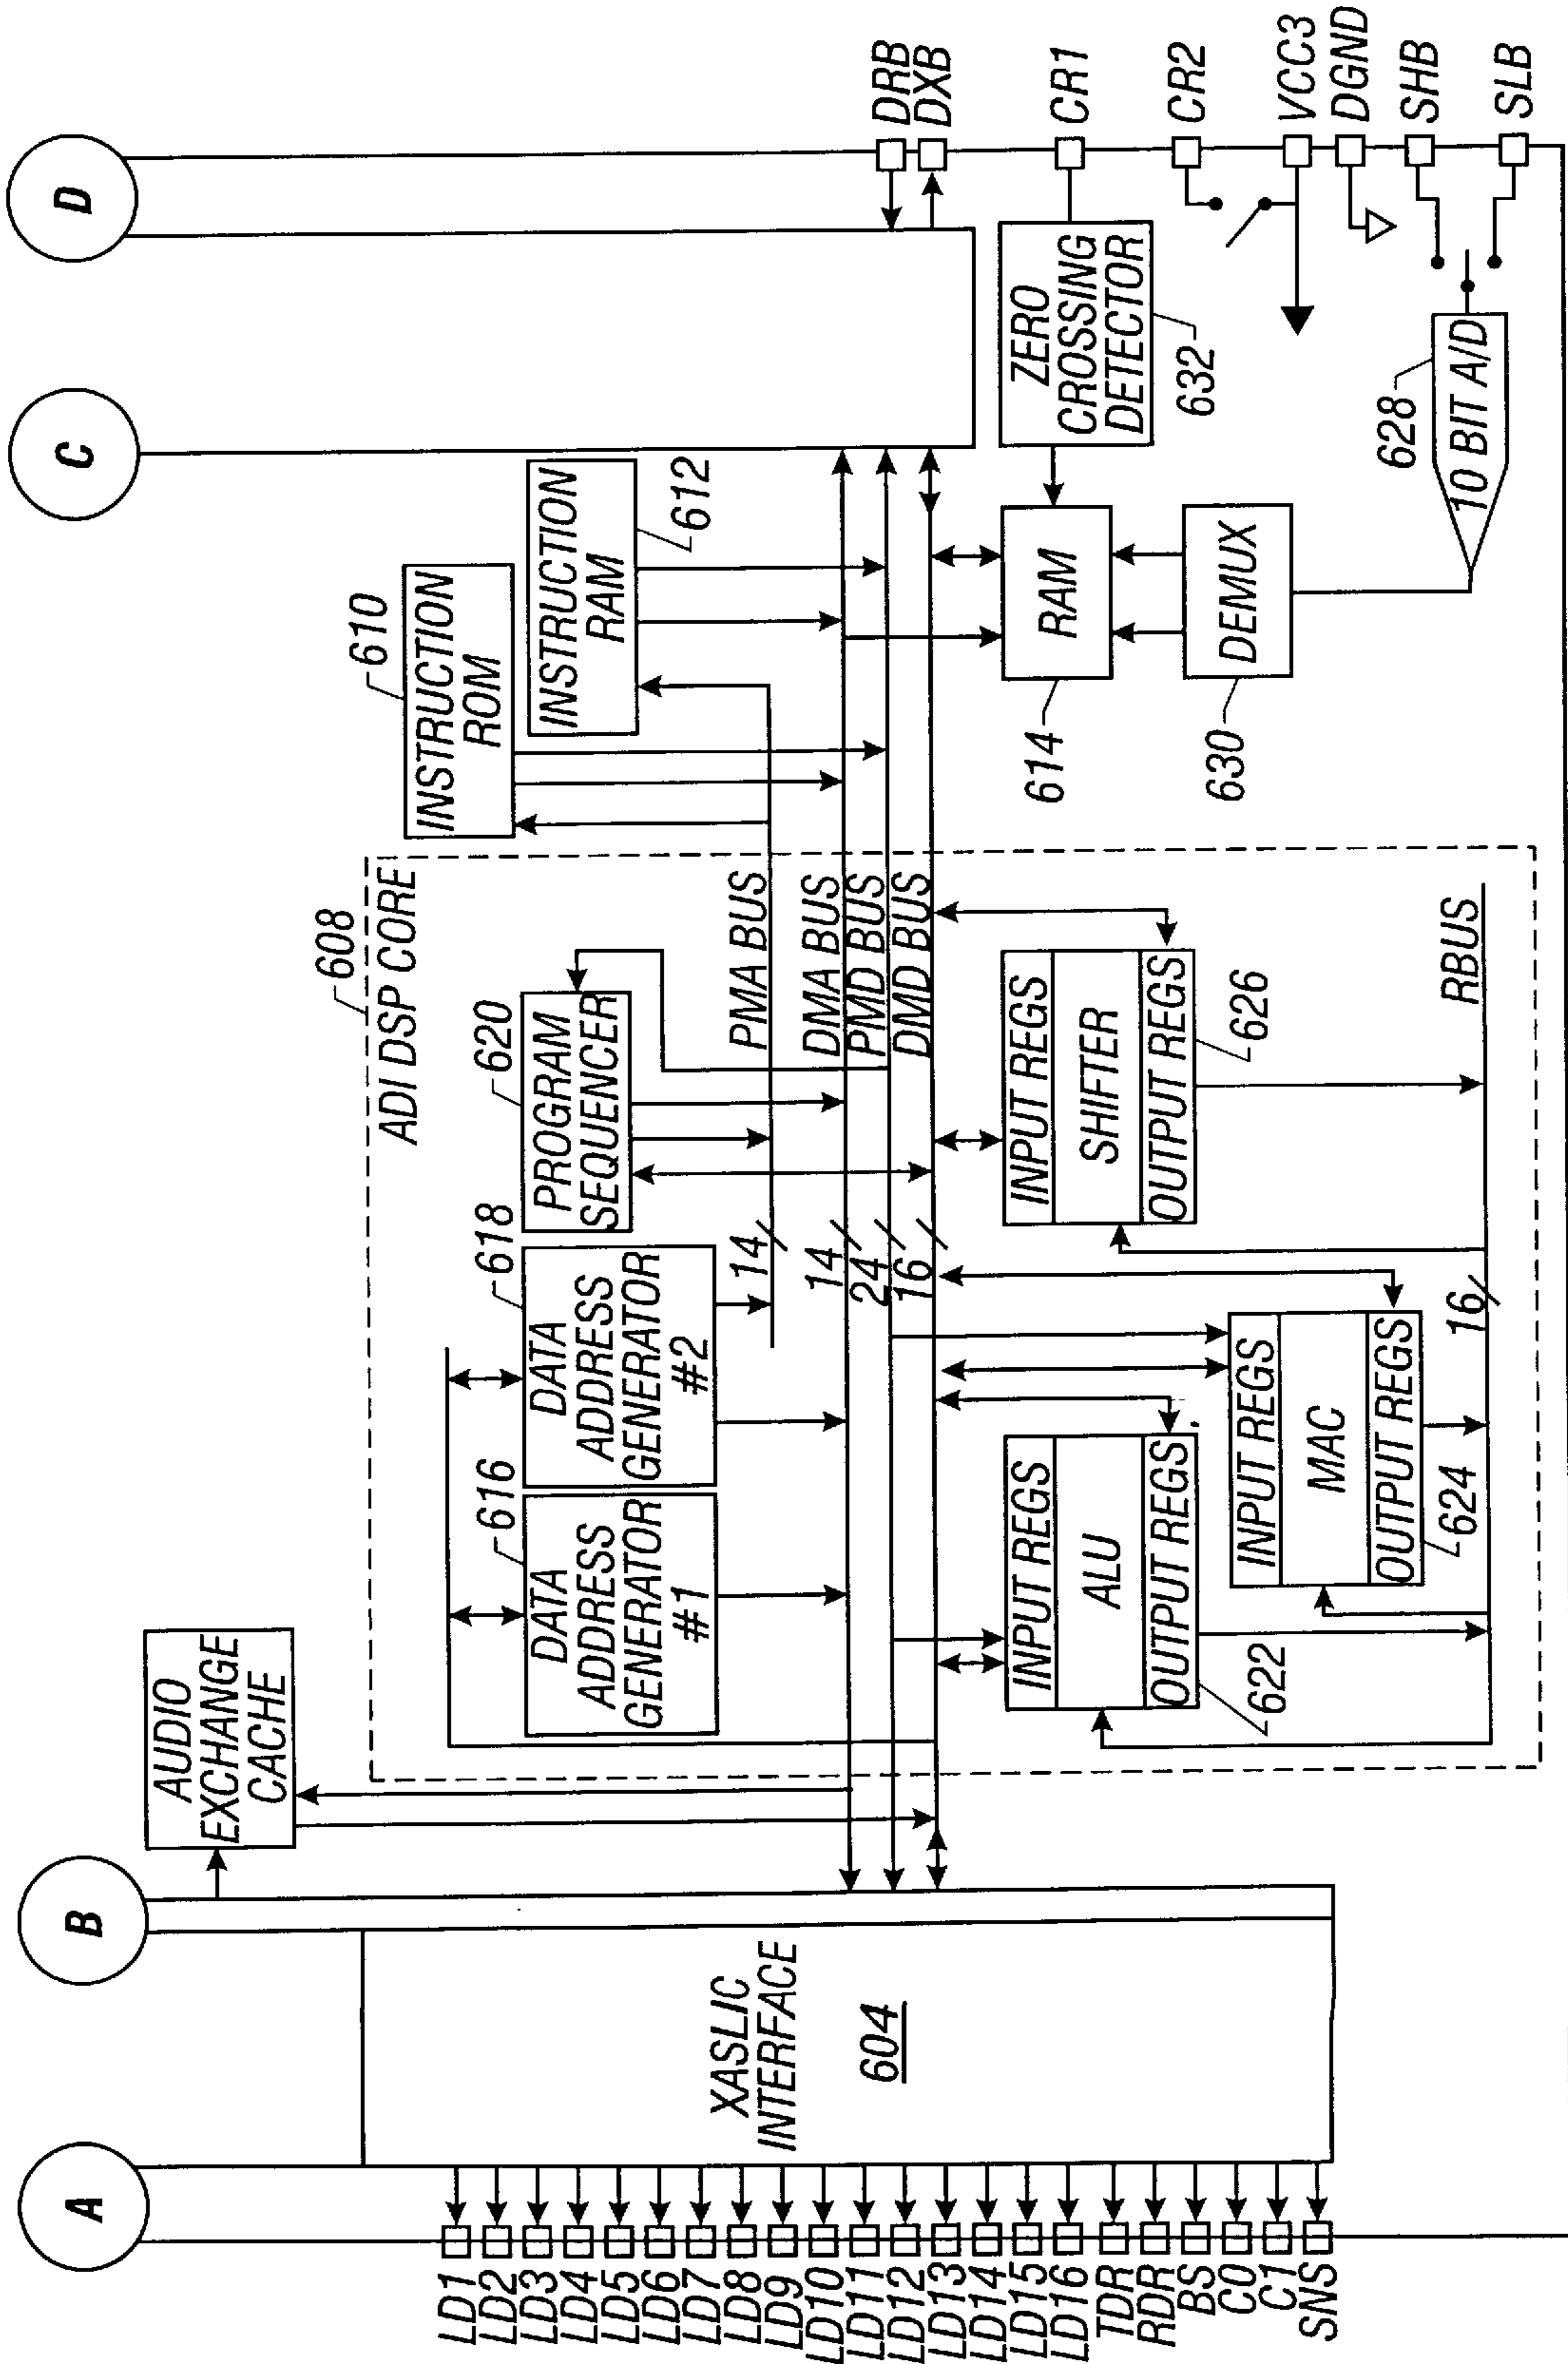 A
B
C
D
AUDIO
EXCHANGE
CACHE
608
ADI DSP CORE
610
INSTRUCTION
ROM
INSTRUCTION
RAM
612
616
DATA
ADDRESS
GENERATOR
#1
618
DATA
ADDRESS
GENERATOR
#2
620
PROGRAM
SEQUENCER
14
PMA BUS
14
DMA BUS
24
PMD BUS
16
DMD BUS
XASLIC
INTERFACE
604
LD1
LD2
LD3
LD4
LD5
LD6
LD7
LD8
LD9
LD10
LD11
LD12
LD13
LD14
LD15
LD16
TDR
RDR
BS
C0
C1
SNS
INPUT REGS
ALU
OUTPUT REGS
622
INPUT REGS
MAC
OUTPUT REGS
624
INPUT REGS
SHIFTER
OUTPUT REGS
626
16
RBUS
RAM
614
DEMUX
630
ZERO
CROSSING
DETECTOR
632
628
10 BIT A/D
DRB
DXB
CR1
CR2
VCC3
DGND
SHB
SLB